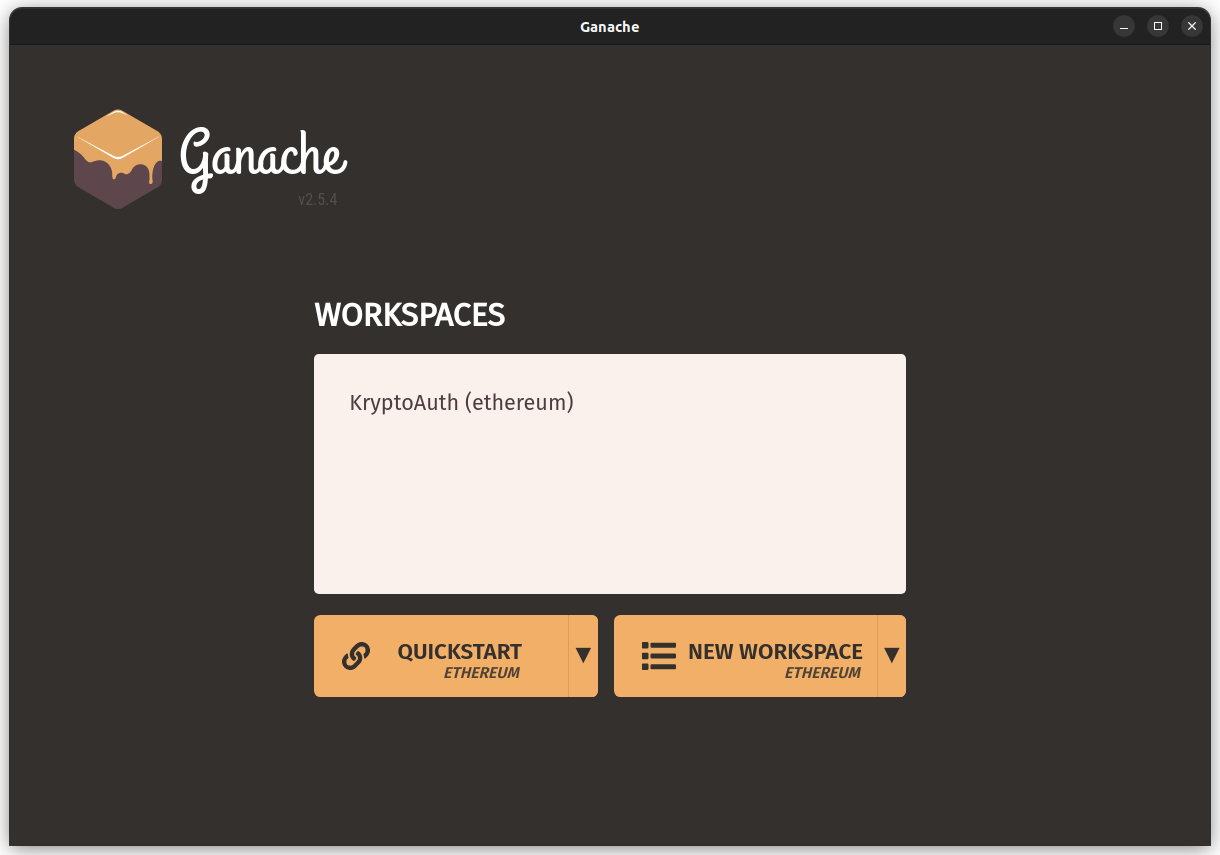 Ganache
Ganache
v2.5.4
WORKSPACES
KryptoAuth (ethereum)
QUICKSTART
ETHEREUM
▼
NEW WORKSPACE
ETHEREUM
▼